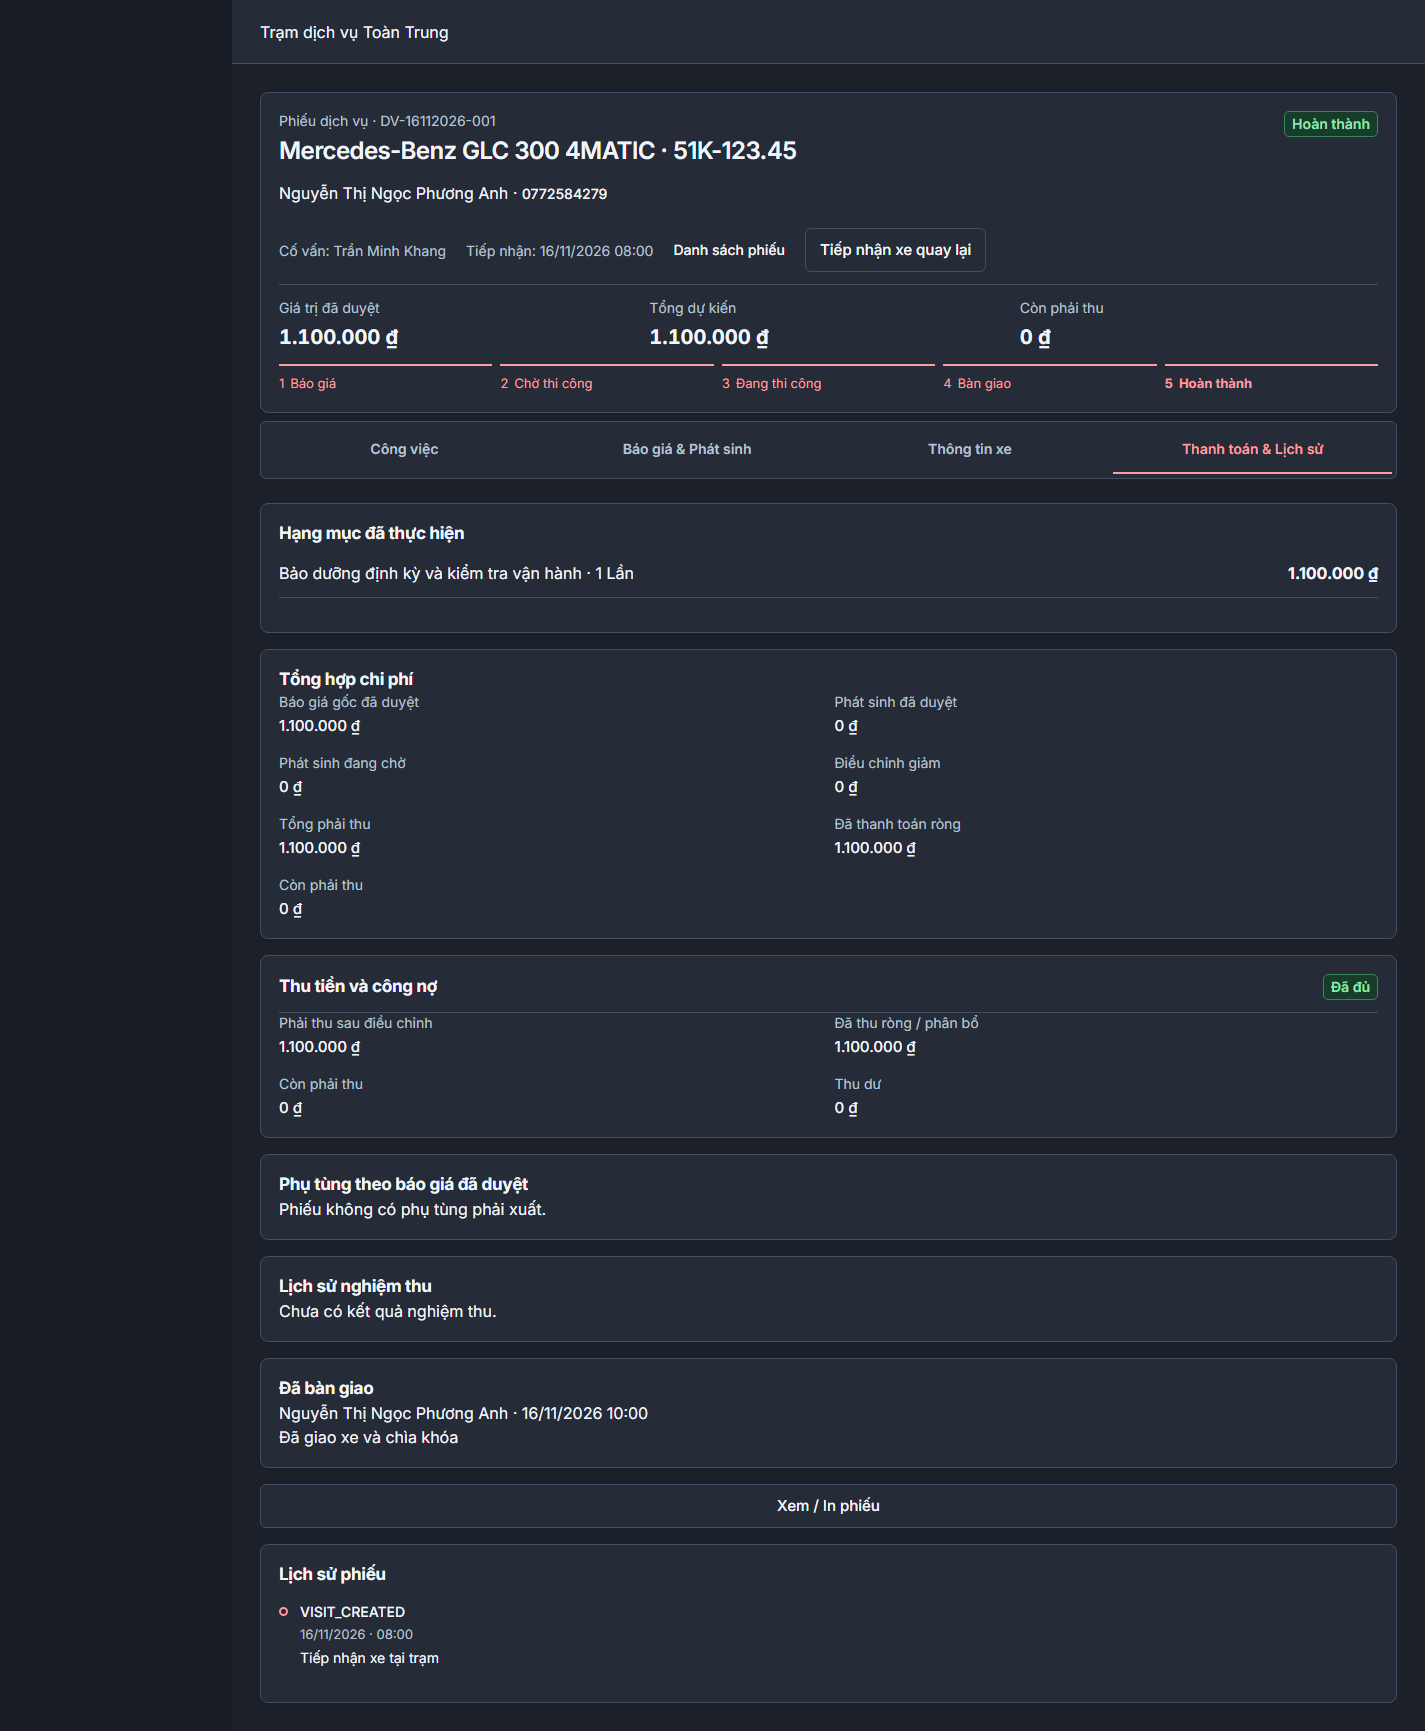 Trạm dịch vụ Toàn Trung
Phiếu dịch vụ · DV-16112026-001
Hoàn thành
Mercedes-Benz GLC 300 4MATIC · 51K-123.45
Nguyễn Thị Ngọc Phương Anh · 0772584279
Cố vấn: Trần Minh Khang Tiếp nhận: 16/11/2026 08:00 Danh sách phiếu Tiếp nhận xe quay lại
Giá trị đã duyệt Tổng dự kiến Còn phải thu
1.100.000 ₫ 1.100.000 ₫ 0 ₫
1 Báo giá 2 Chờ thi công 3 Đang thi công 4 Bàn giao 5 Hoàn thành
Công việc Báo giá & Phát sinh Thông tin xe Thanh toán & Lịch sử
Hạng mục đã thực hiện
Bảo dưỡng định kỳ và kiểm tra vận hành · 1 Lần 1.100.000 ₫
Tổng hợp chi phí
Báo giá gốc đã duyệt Phát sinh đã duyệt
1.100.000 ₫ 0 ₫
Phát sinh đang chờ Điều chỉnh giảm
0 ₫ 0 ₫
Tổng phải thu Đã thanh toán ròng
1.100.000 ₫ 1.100.000 ₫
Còn phải thu
0 ₫
Thu tiền và công nợ Đã đủ
Phải thu sau điều chỉnh Đã thu ròng / phân bổ
1.100.000 ₫ 1.100.000 ₫
Còn phải thu Thu dư
0 ₫ 0 ₫
Phụ tùng theo báo giá đã duyệt
Phiếu không có phụ tùng phải xuất.
Lịch sử nghiệm thu
Chưa có kết quả nghiệm thu.
Đã bàn giao
Nguyễn Thị Ngọc Phương Anh · 16/11/2026 10:00
Đã giao xe và chìa khóa
Xem / In phiếu
Lịch sử phiếu
VISIT_CREATED
16/11/2026 · 08:00
Tiếp nhận xe tại trạm